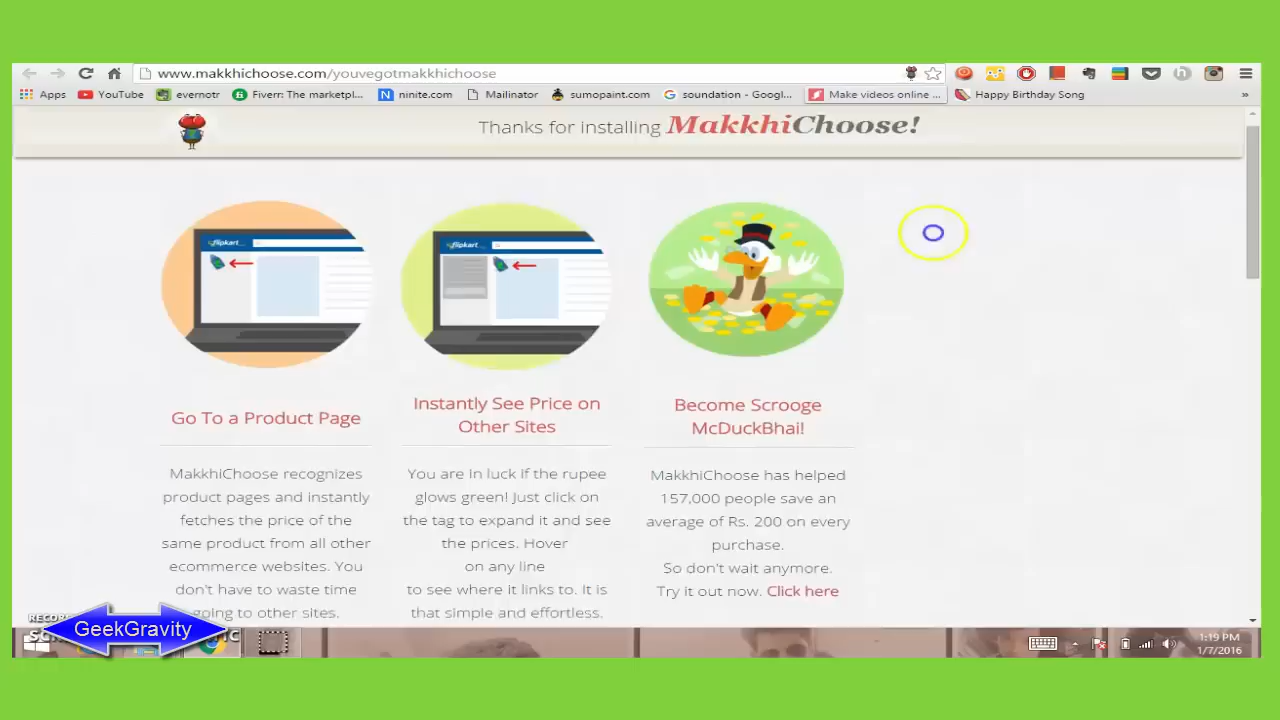 www.makkhichoose.com/youvegotmakkhichoose
Apps YouTube evernotr Fiverr: The marketpl... ninite.com Mailinator sumopaint.com soundation - Googl... Make videos online ... Happy Birthday Song »
Thanks for installing MakkhiChoose!
flipkart
flipkart
Go To a Product Page
MakkhiChoose recognizes
product pages and instantly
fetches the price of the
same product from all other
ecommerce websites. You
don't have to waste time
going to other sites.
Instantly See Price on
Other Sites
You are in luck if the rupee
glows green! Just click on
the tag to expand it and see
the prices. Hover
on any line
to see where it links to. it is
that simple and effortless.
Become Scrooge
McDuckBhai!
MakkhiChoose has helped
157,000 people save an
average of Rs. 200 on every
purchase.
So don't wait anymore.
Try it out now. Click here
GeekGravity
1:19 PM
1/7/2016